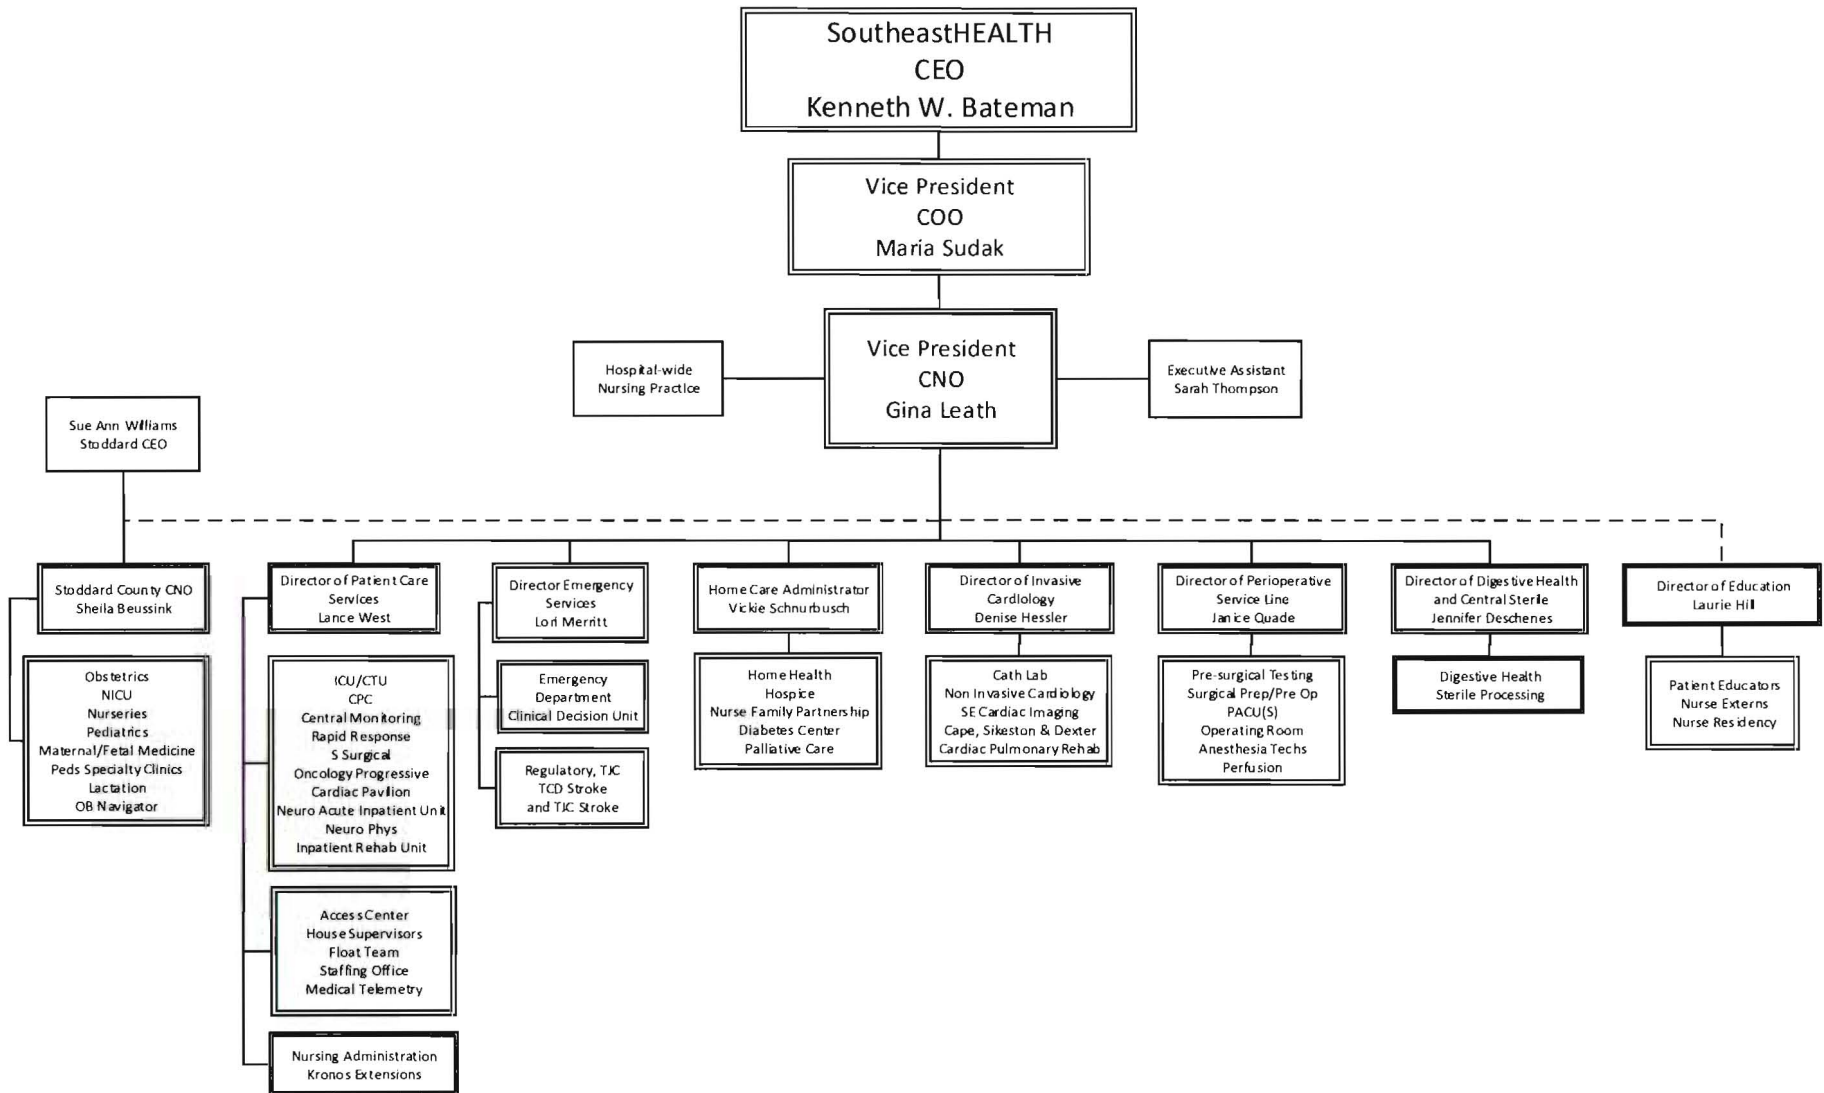 SoutheastHEALTH
CEO
Kenneth W. Bateman
Vice President
COO
Maria Sudak
Vice President
CNO
Gina Leath
Hospital-wide
Nursing Practice
Executive Assistant
Sarah Thompson
Sue Ann Williams
Stoddard CEO
Stoddard County CNO
Sheila Beussink
Obstetrics
NICU
Nurseries
Pediatrics
Maternal/Fetal Medicine
Peds Specialty Clinics
Lactation
OB Navigator
Director of Patient Care
Services
Lance West
ICU/CTU
CPC
Central Monitoring
Rapid Response
S Surgical
Oncology Progressive
Cardiac Pavilion
Neuro Acute Inpatient Unit
Neuro Phys
Inpatient Rehab Unit
Access Center
House Supervisors
Float Team
Staffing Office
Medical Telemetry
Nursing Administration
Kronos Extensions
Director Emergency
Services
Lori Merritt
Emergency
Department
Clinical Decision Unit
Regulatory, TJC
TCD Stroke
and TJC Stroke
Home Care Administrator
Vickie Schnurbusch
Home Health
Hospice
Nurse Family Partnership
Diabetes Center
Palliative Care
Director of Invasive
Cardiology
Denise Hessler
Cath Lab
Non Invasive Cardiology
SE Cardiac Imaging
Cape, Sikeston & Dexter
Cardiac Pulmonary Rehab
Director of Perioperative
Service Line
Janice Quade
Pre-surgical Testing
Surgical Prep/Pre Op
PACU(S)
Operating Room
Anesthesia Techs
Perfusion
Director of Digestive Health
and Central Sterile
Jennifer Deschenes
Digestive Health
Sterile Processing
Director of Education
Laurie Hill
Patient Educators
Nurse Externs
Nurse Residency